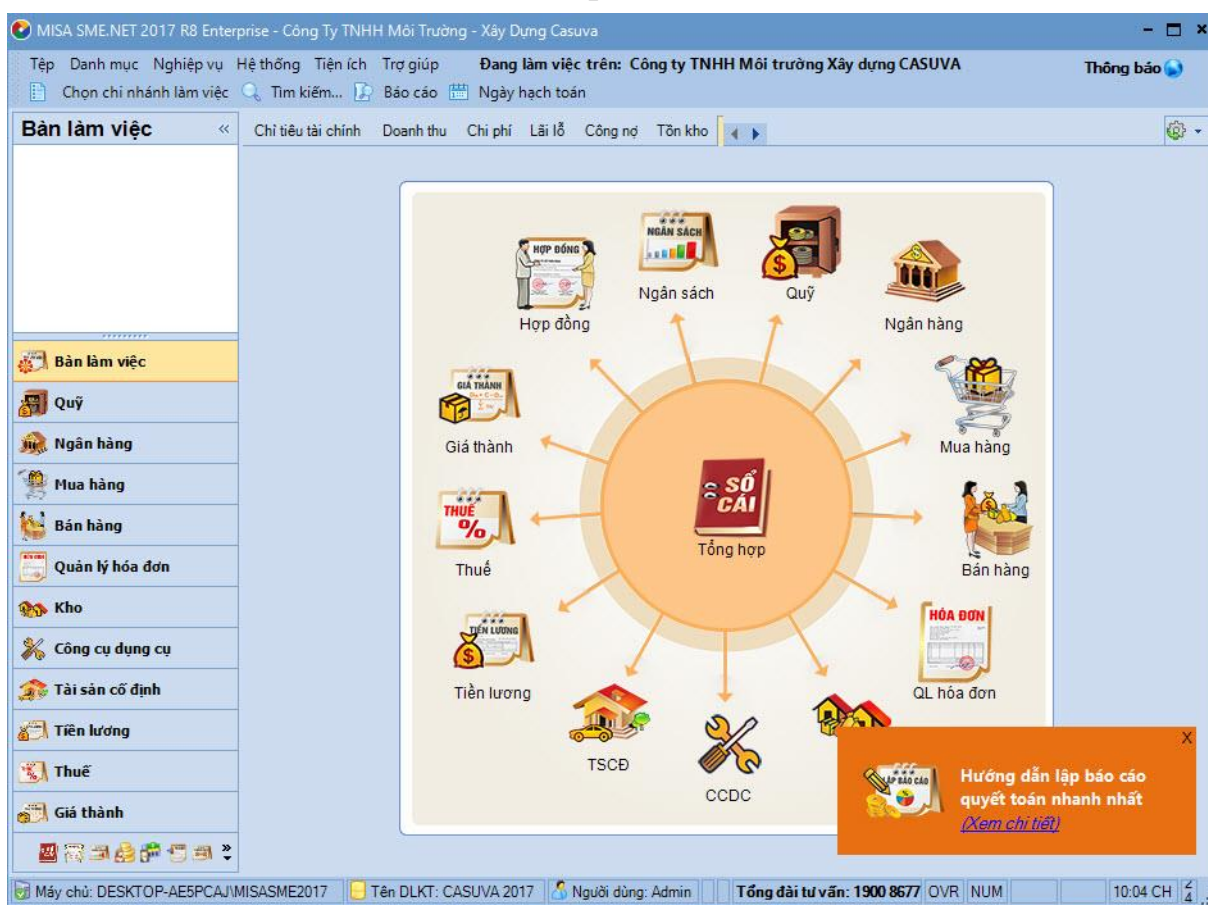 MISA SME.NET 2017 R8 Enterprise - Công Ty TNHH Môi Trường - Xây Dựng Casuva
Tệp Danh mục Nghiệp vụ Hệ thống Tiện ích Trợ giúp Đang làm việc trên: Công ty TNHH Môi trường Xây dựng CASUVA Thông báo
Chọn chi nhánh làm việc Tìm kiếm... Báo cáo Ngày hạch toán
Bàn làm việc « Chỉ tiêu tài chính Doanh thu Chi phí Lãi lỗ Công nợ Tồn kho
NGÂN SÁCH
HỢP ĐỒNG
Ngân sách Quỹ
Hợp đồng Ngân hàng
Bàn làm việc
GIÁ THÀNH
Quỹ
Ngân hàng
Giá thành Mua hàng
Mua hàng
SỔ
CÁI
THUẾ
%
Bán hàng
Tổng hợp
Quản lý hóa đơn
Thuế Bán hàng
Kho
HÓA ĐƠN
TIỀN LƯƠNG
Công cụ dụng cụ
Tài sản cố định
Tiền lương QL hóa đơn
Tiền lương
TSCĐ
Thuế
LẬP BÁO CÁO
CCDC
X
Hướng dẫn lập báo cáo
quyết toán nhanh nhất
(Xem chi tiết)
Giá thành
Máy chủ: DESKTOP-AE5PCAJ\MISASME2017 Tên DLKT: CASUVA 2017 Người dùng: Admin Tổng đài tư vấn: 1900 8677 OVR NUM 10:04 CH